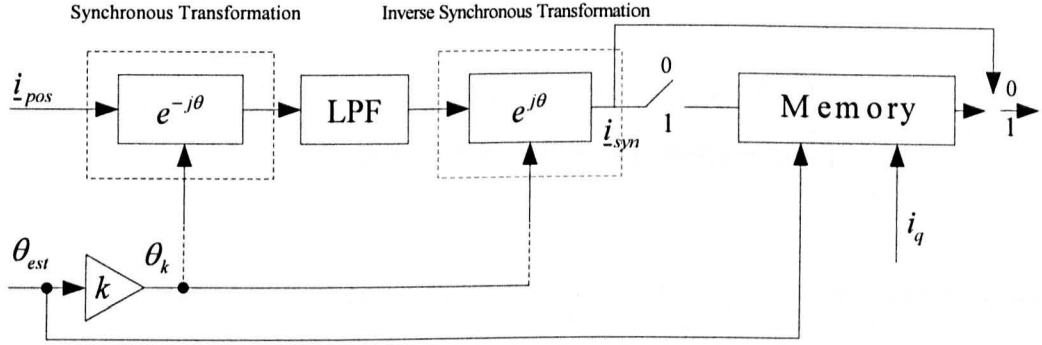 Synchronous Transformation
Inverse Synchronous Transformation
i_pos
e^{-jθ}
LPF
e^{jθ}
i_syn
0
1
Memory
0
1
θ_est
k
θ_k
i_q